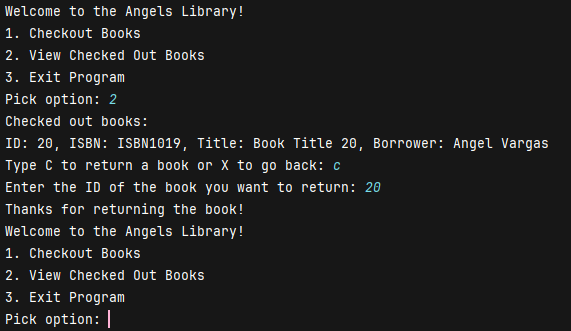 Welcome to the Angels Library!
1. Checkout Books
2. View Checked Out Books
3. Exit Program
Pick option: 2
Checked out books:
ID: 20, ISBN: ISBN1019, Title: Book Title 20, Borrower: Angel Vargas
Type C to return a book or X to go back: c
Enter the ID of the book you want to return: 20
Thanks for returning the book!
Welcome to the Angels Library!
1. Checkout Books
2. View Checked Out Books
3. Exit Program
Pick option: